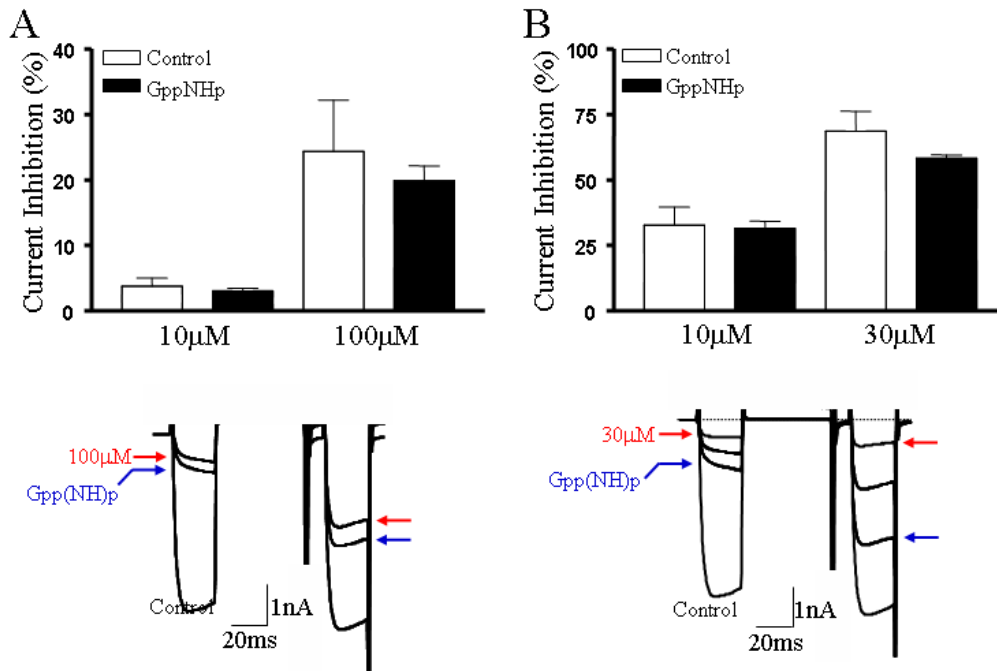 A
Current Inhibition (%)
40
30
20
10
0
Control
GppNHp
10µM
100µM
100µM
Gpp(NH)p
Control
1nA
20ms
B
Current Inhibition (%)
100
75
50
25
0
Control
GppNHp
10µM
30µM
30µM
Gpp(NH)p
Control
1nA
20ms